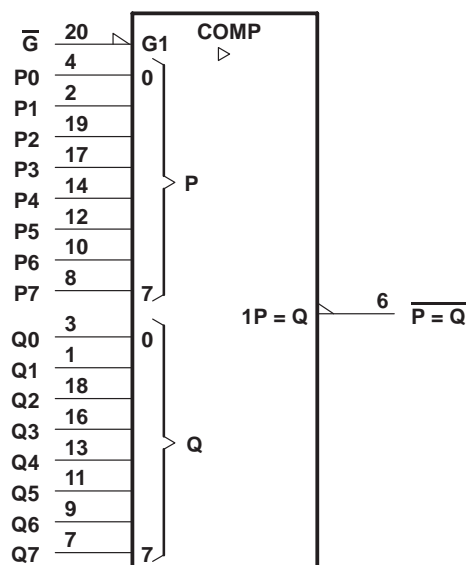 COMP
G̅ 20 G1
P0 4 0
P1 2
P2 19
P3 17
P4 14 P
P5 12
P6 10
P7 8 7
1P = Q 6 P̅ ̅=̅ ̅Q̅
Q0 3 0
Q1 1
Q2 18
Q3 16
Q4 13 Q
Q5 11
Q6 9
Q7 7 7